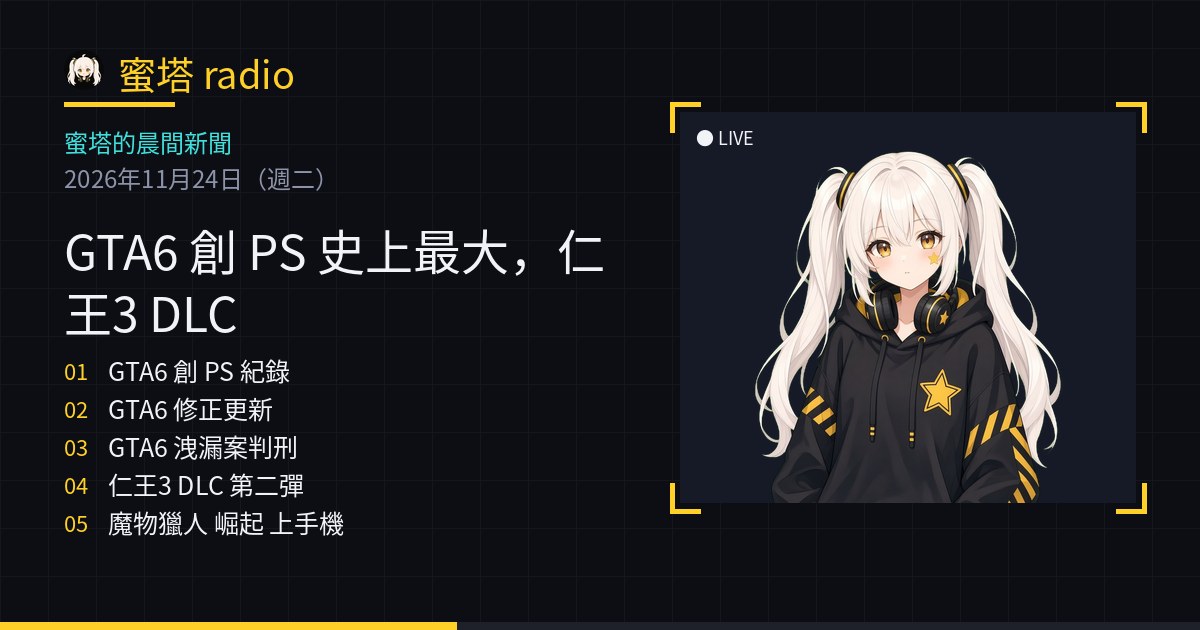 蜜塔 radio
蜜塔的晨間新聞
2026年11月24日（週二）
GTA6 創 PS 史上最大，仁
王3 DLC
01 GTA6 創 PS 紀錄
02 GTA6 修正更新
03 GTA6 洩漏案判刑
04 仁王3 DLC 第二彈
05 魔物獵人 崛起 上手機
LIVE